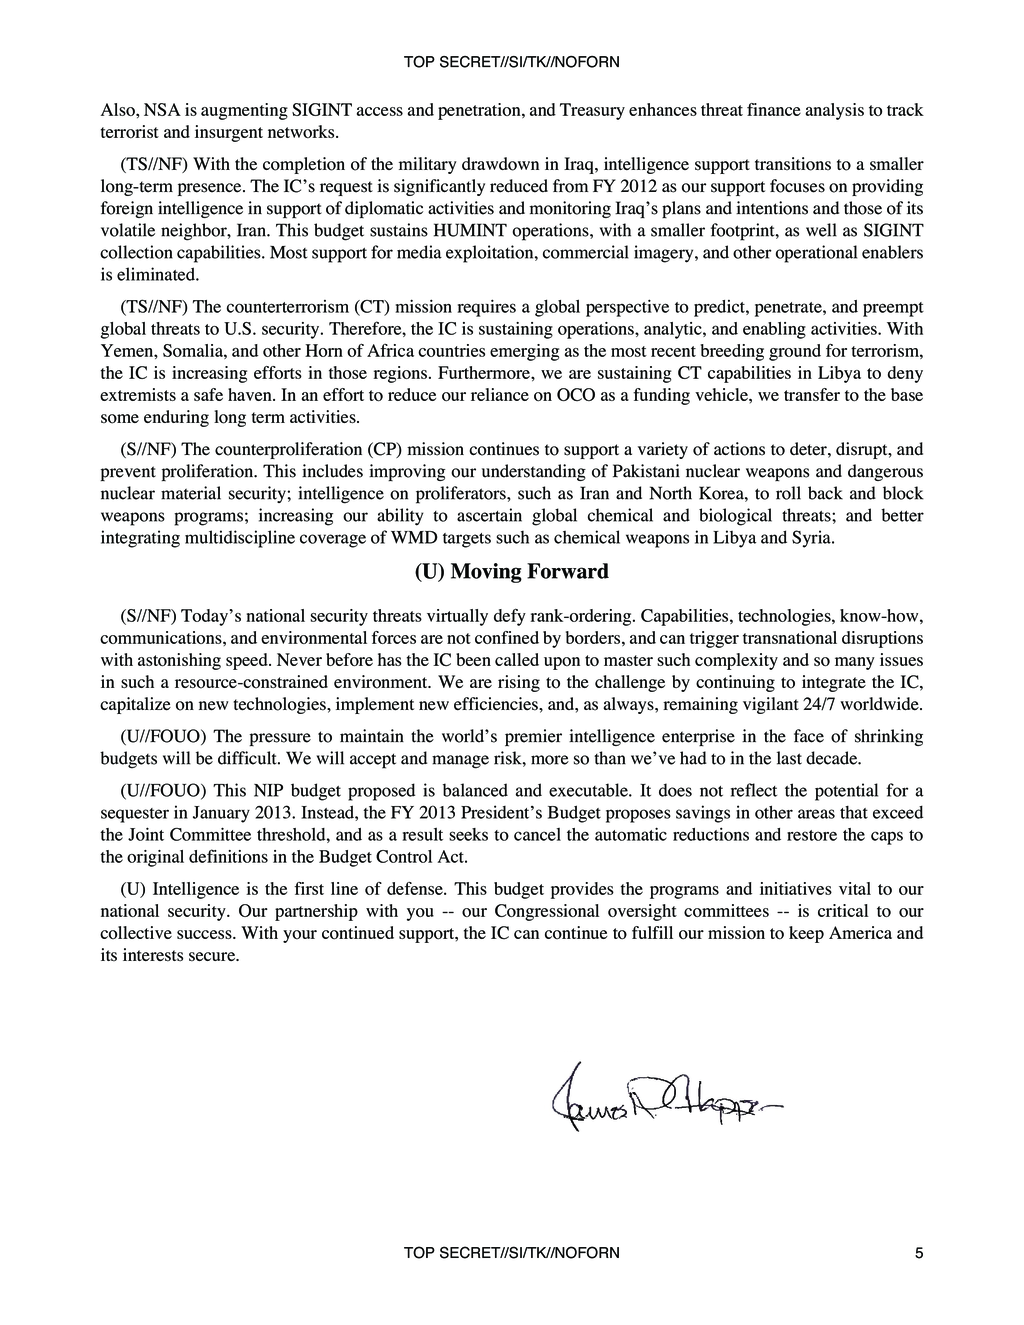 TOP SECRET//SI/TK//NOFORN
Also, NSA is augmenting SIGINT access and penetration, and Treasury enhances threat finance analysis to track
terrorist and insurgent networks.
(TS//NF) With the completion of the military drawdown in Iraq, intelligence support transitions to a smaller
long-term presence. The IC's request is significantly reduced from FY 2012 as our support focuses on providing
foreign intelligence in support of diplomatic activities and monitoring Iraq's plans and intentions and those of its
volatile neighbor, Iran. This budget sustains HUMINT operations, with a smaller footprint, as well as SIGINT
collection capabilities. Most support for media exploitation, commercial imagery, and other operational enablers
is eliminated.
(TS//NF) The counterterrorism (CT) mission requires a global perspective to predict, penetrate, and preempt
global threats to U.S. security. Therefore, the IC is sustaining operations, analytic, and enabling activities. With
Yemen, Somalia, and other Horn of Africa countries emerging as the most recent breeding ground for terrorism,
the IC is increasing efforts in those regions. Furthermore, we are sustaining CT capabilities in Libya to deny
extremists a safe haven. In an effort to reduce our reliance on OCO as a funding vehicle, we transfer to the base
some enduring long term activities.
(S//NF) The counterproliferation (CP) mission continues to support a variety of actions to deter, disrupt, and
prevent proliferation. This includes improving our understanding of Pakistani nuclear weapons and dangerous
nuclear material security; intelligence on proliferators, such as Iran and North Korea, to roll back and block
weapons programs; increasing our ability to ascertain global chemical and biological threats; and better
integrating multidiscipline coverage of WMD targets such as chemical weapons in Libya and Syria.
(U) Moving Forward
(S//NF) Today's national security threats virtually defy rank-ordering. Capabilities, technologies, know-how,
communications, and environmental forces are not confined by borders, and can trigger transnational disruptions
with astonishing speed. Never before has the IC been called upon to master such complexity and so many issues
in such a resource-constrained environment. We are rising to the challenge by continuing to integrate the IC,
capitalize on new technologies, implement new efficiencies, and, as always, remaining vigilant 24/7 worldwide.
(U//FOUO) The pressure to maintain the world's premier intelligence enterprise in the face of shrinking
budgets will be difficult. We will accept and manage risk, more so than we've had to in the last decade.
(U//FOUO) This NIP budget proposed is balanced and executable. It does not reflect the potential for a
sequester in January 2013. Instead, the FY 2013 President's Budget proposes savings in other areas that exceed
the Joint Committee threshold, and as a result seeks to cancel the automatic reductions and restore the caps to
the original definitions in the Budget Control Act.
(U) Intelligence is the first line of defense. This budget provides the programs and initiatives vital to our
national security. Our partnership with you -- our Congressional oversight committees -- is critical to our
collective success. With your continued support, the IC can continue to fulfill our mission to keep America and
its interests secure.
James R Clapper
TOP SECRET//SI/TK//NOFORN
5